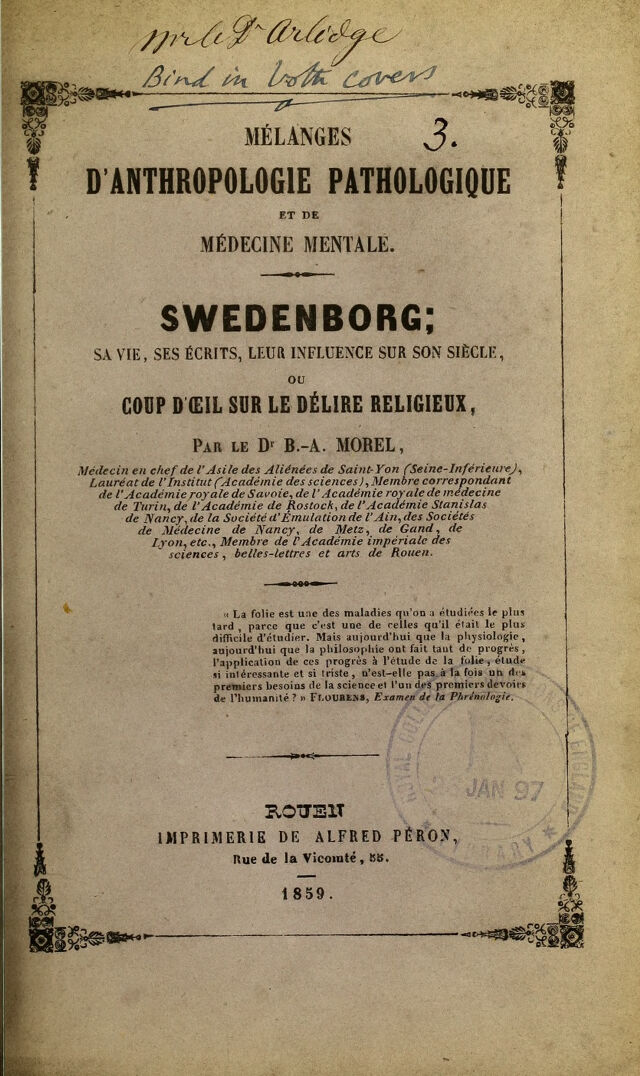 mr le Dr Arlidge
Bind in both covers
3.
MÉLANGES
D'ANTHROPOLOGIE PATHOLOGIQUE
ET DE
MÉDECINE MENTALE.
SWEDENBORG;
SA VIE, SES ÉCRITS, LEUR INFLUENCE SUR SON SIÈCLE,
OU
COUP D'ŒIL SUR LE DÉLIRE RELIGIEUX,
PAR LE Dr B.-A. MOREL,
Médecin en chef de l'Asile des Aliénées de Saint-Yon (Seine-Inférieure),
Lauréat de l'Institut (Académie des sciences), Membre correspondant
de l'Académie royale de Savoie, de l'Académie royale de médecine
de Turin, de l'Académie de Rostock, de l'Académie Stanislas
de Nancy, de la Société d'Émulation de l'Ain, des Sociétés
de Médecine de Nancy, de Metz, de Gand, de
Lyon, etc., Membre de l'Académie impériale des
sciences, belles-lettres et arts de Rouen.
« La folie est une des maladies qu'on a étudiées le plus
tard, parce que c'est une de celles qu'il était le plus
difficile d'étudier. Mais aujourd'hui que la physiologie,
aujourd'hui que la philosophie ont fait tant de progrès,
l'application de ces progrès à l'étude de la folie, étude
si intéressante et si triste, n'est-elle pas à la fois un des
premiers besoins de la science et l'un des premiers devoirs
de l'humanité ? » FLOURENS, Examen de la Phrénologie.
ROYAL COLLEGE OF SURGEONS OF ENGLAND
JAN 97
LIBRARY
ROUEN
IMPRIMERIE DE ALFRED PÉRON,
Rue de la Vicomté, 55.
1859.